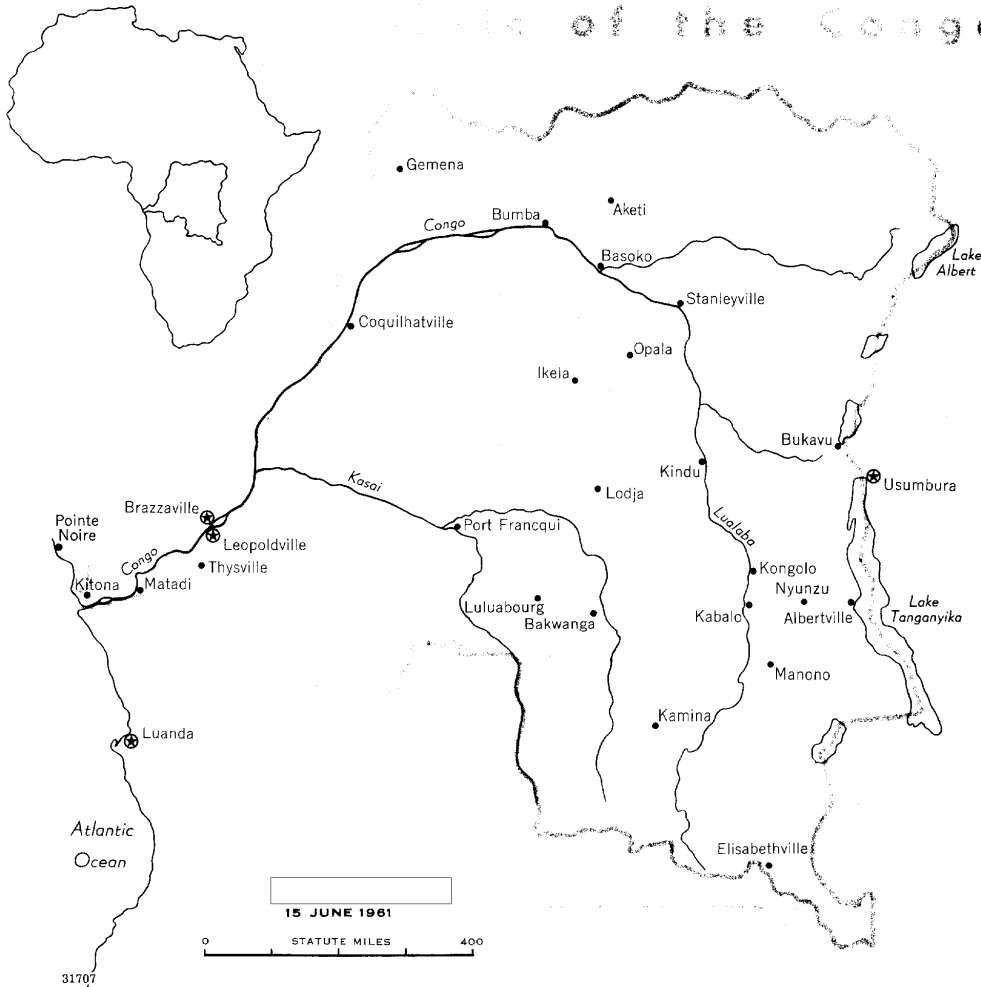 of the Congo
Gemena
Aketi
Bumba
Congo
Basoko
Lake
Albert
Stanleyville
Coquilhatville
Opala
Ikela
Bukavu
Kindu
Usumbura
Kasai
Lodja
Brazzaville
Lualaba
Pointe
Noire
Port Francqui
Leopoldville
Congo
Thysville
Kongolo
Kitona
Matadi
Nyunzu
Luluabourg
Lake
Tanganyika
Kabalo
Albertville
Bakwanga
Manono
Kamina
Luanda
Atlantic
Ocean
Elisabethville
15 JUNE 1961
0 STATUTE MILES 400
31707